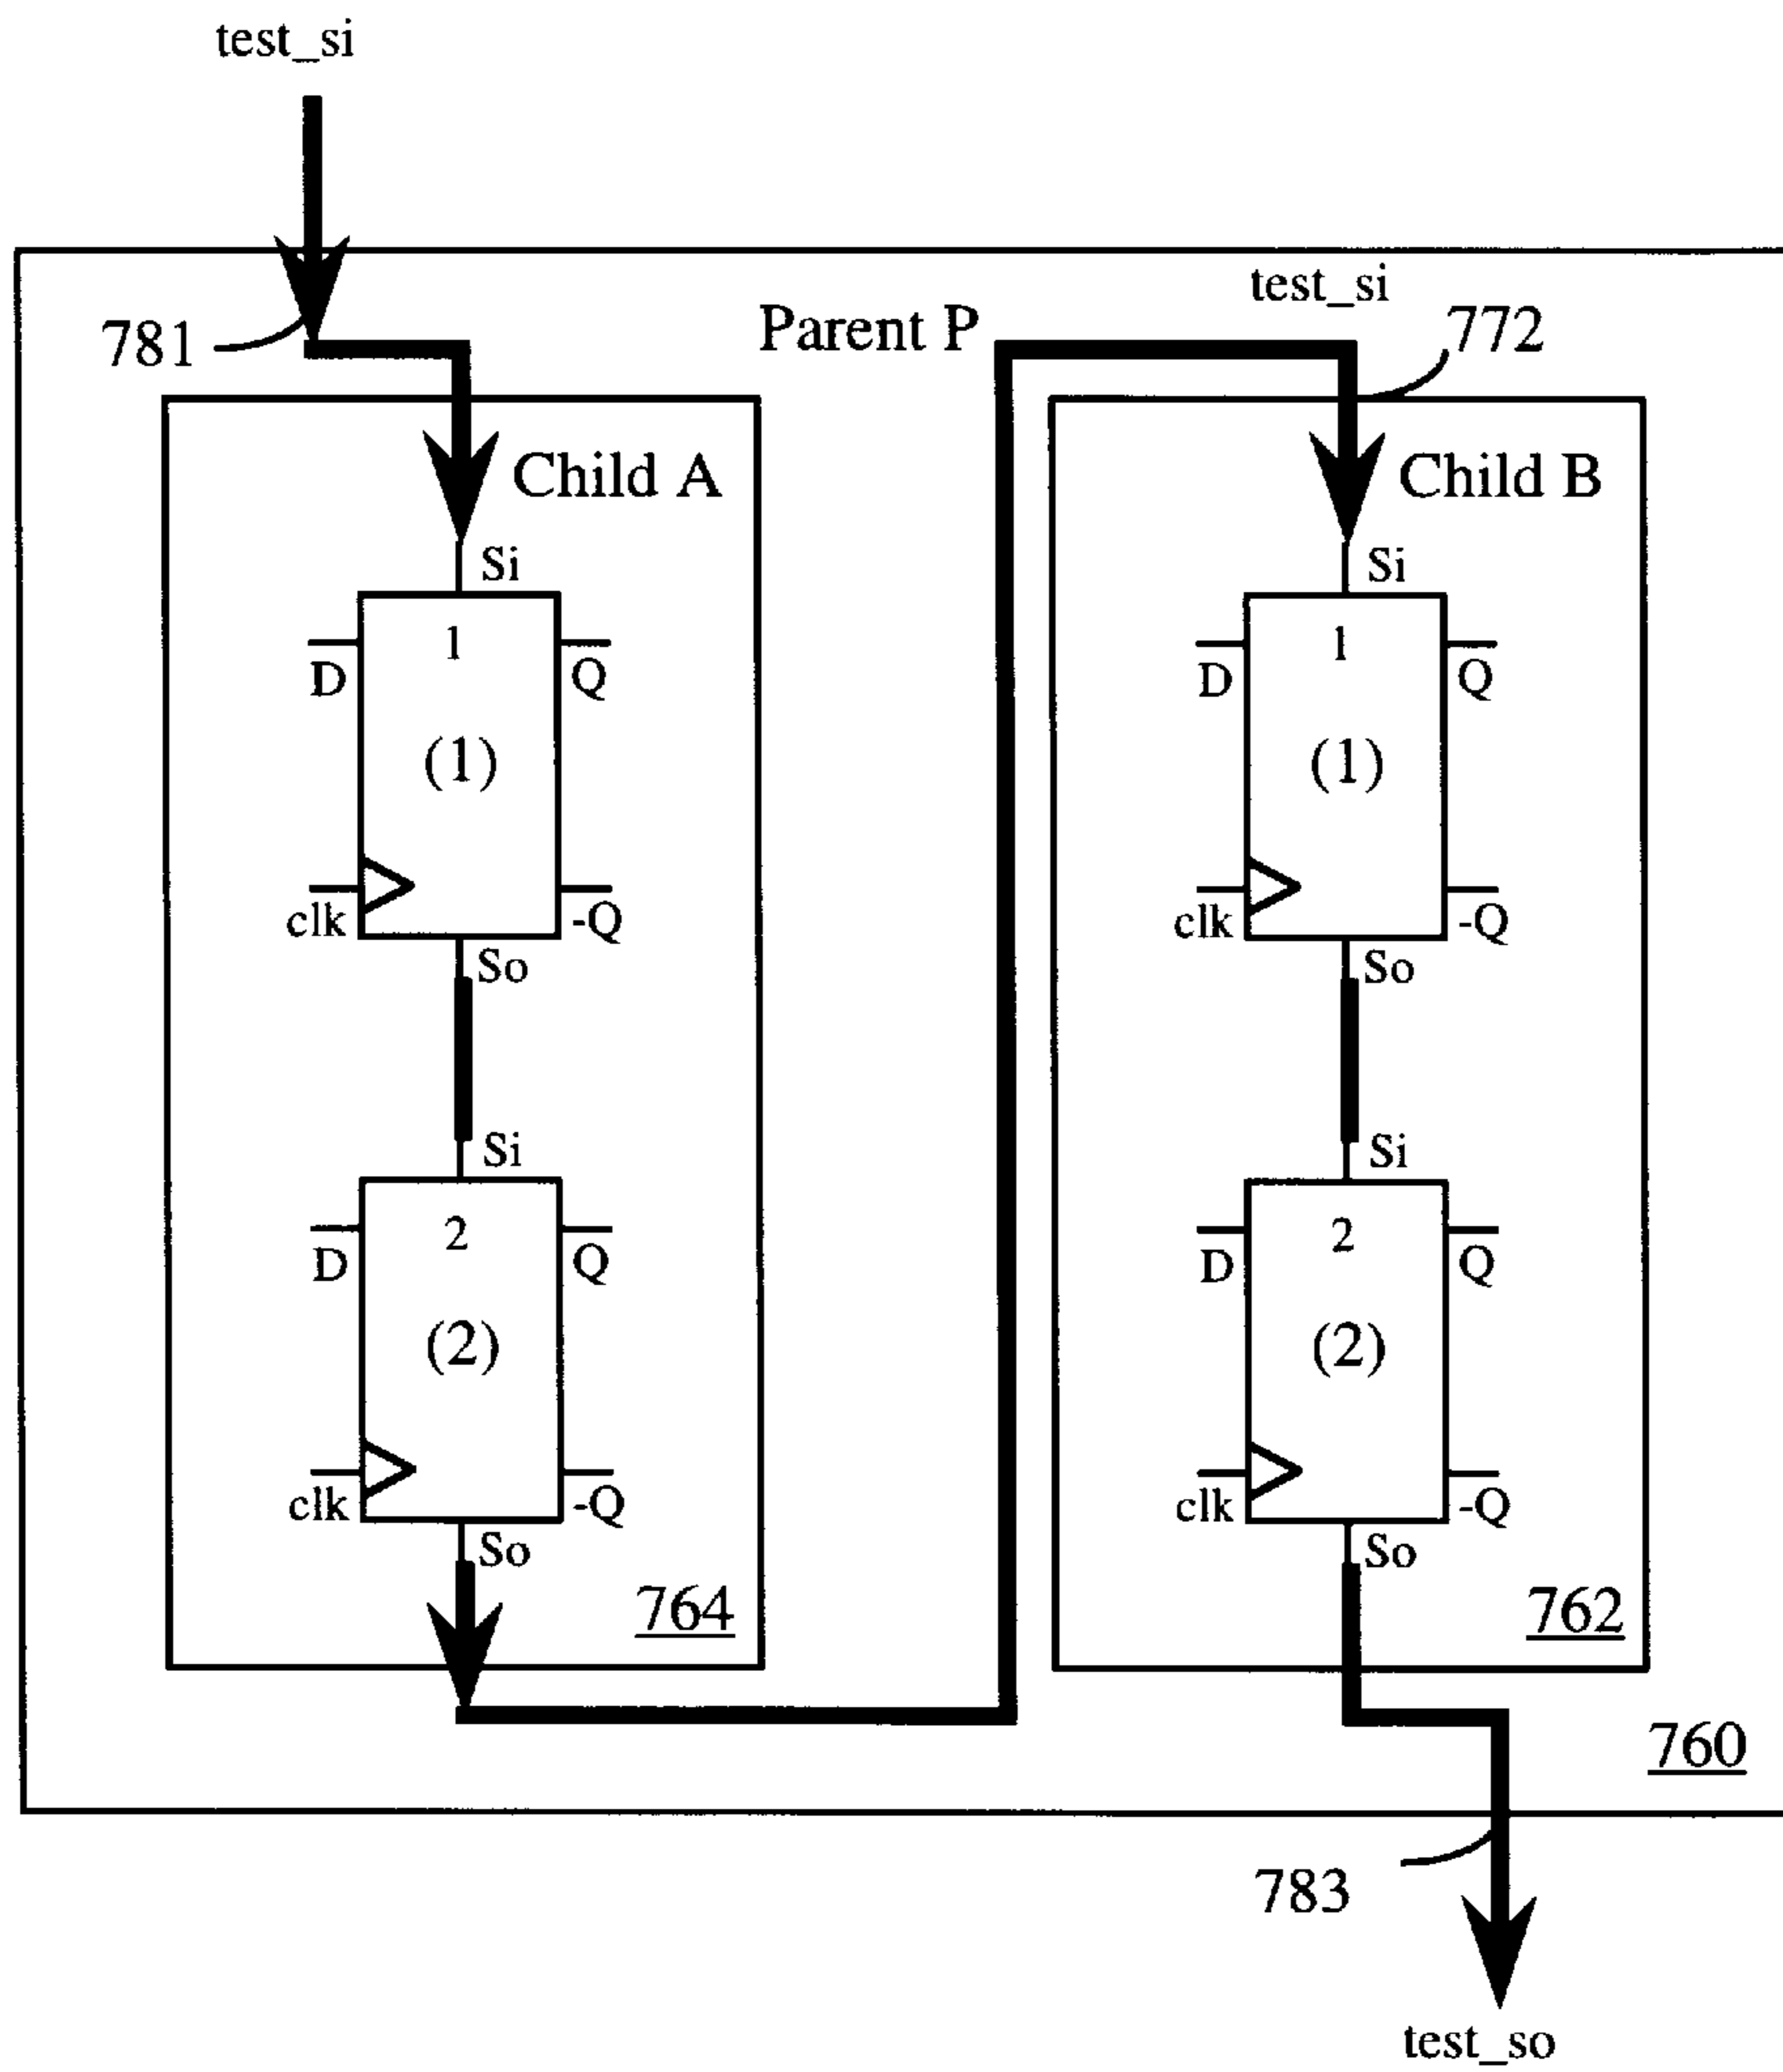 test_si
test_si
781
Parent P
772
Child A
Child B
Si
Si
1
1
D
Q
D
Q
(1)
(1)
clk
-Q
clk
-Q
So
So
Si
Si
2
2
D
Q
D
Q
(2)
(2)
clk
-Q
clk
-Q
So
So
764
762
760
783
test_so